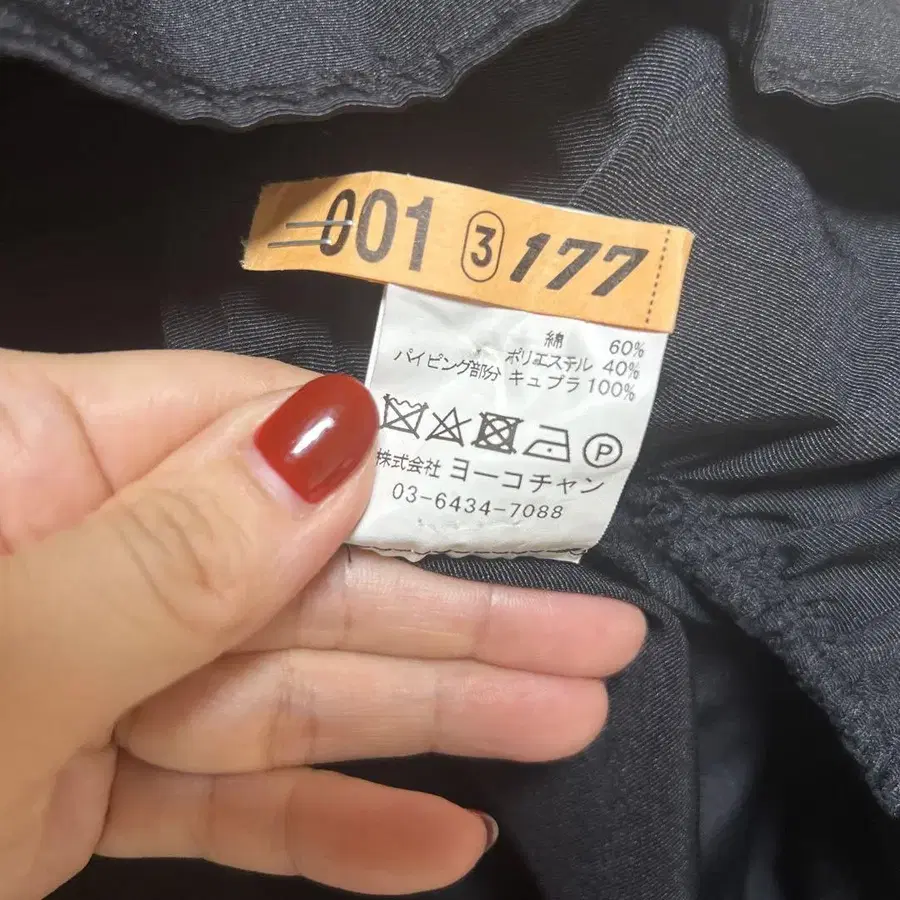 001 3 177
綿 60%
ポリエステル 40%
パイピング部分 キュプラ 100%
P
株式会社 ヨーコチャン
03-6434-7088